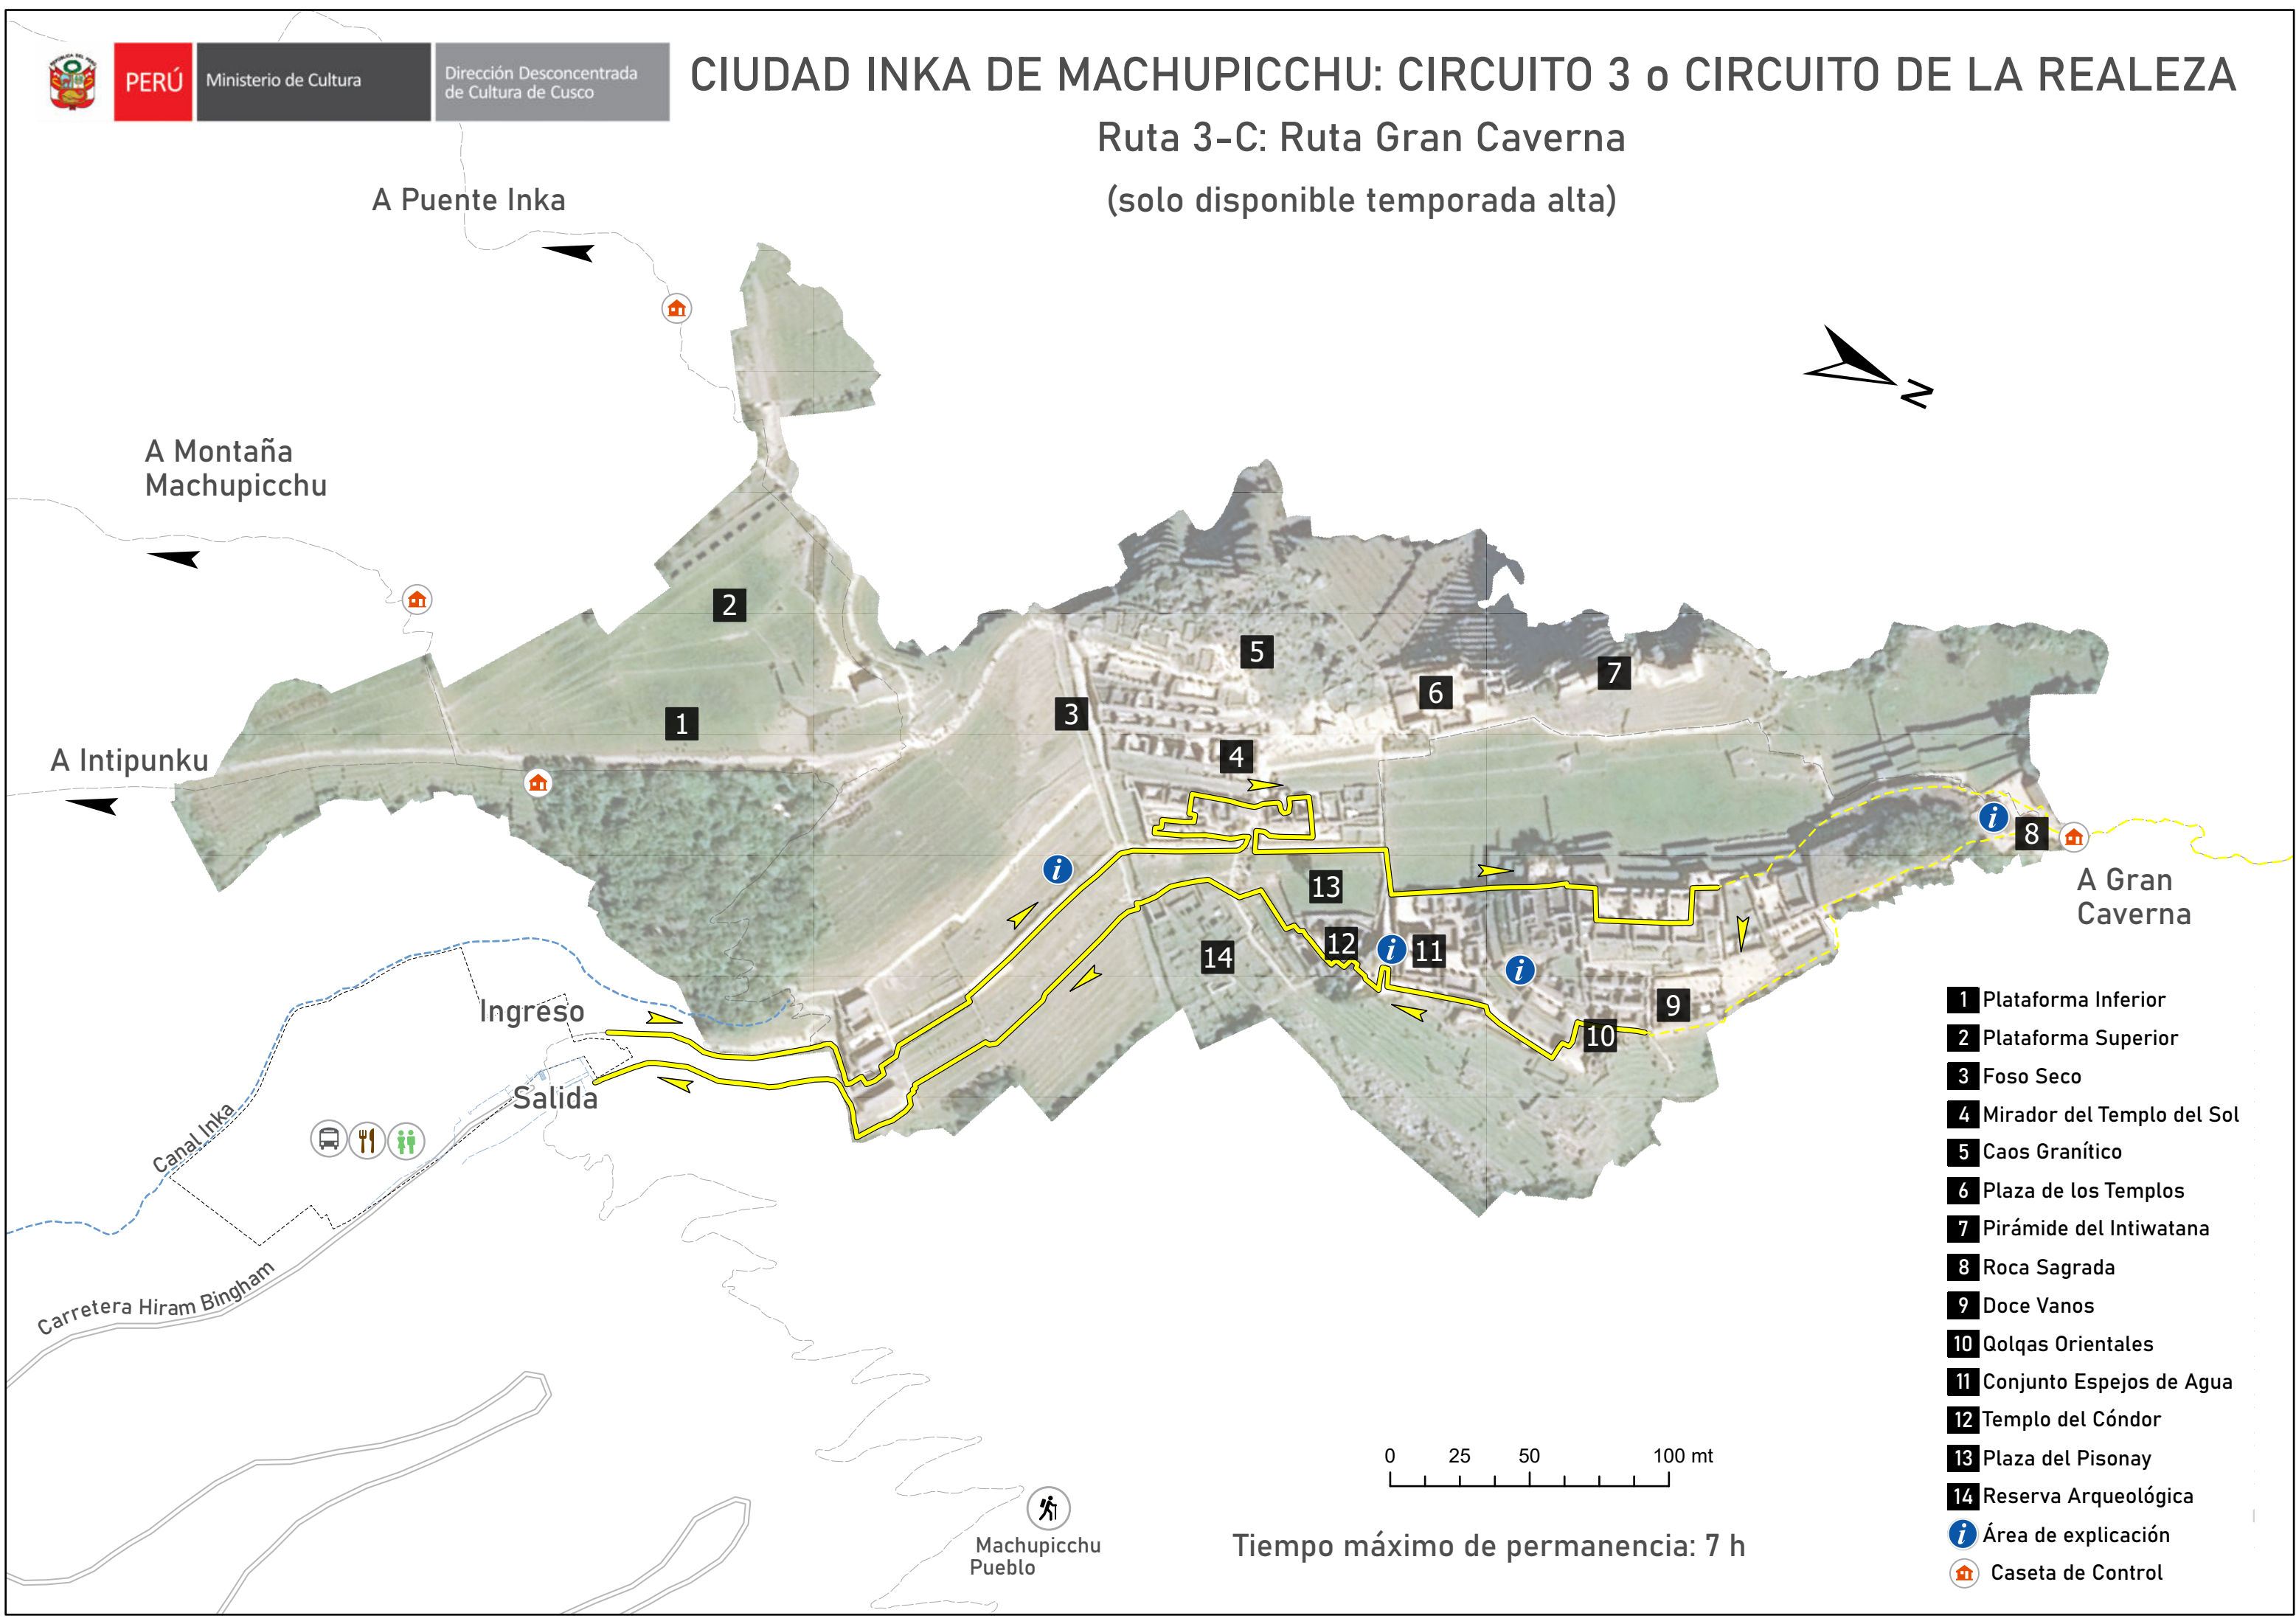 PERÚ
Ministerio de Cultura
Dirección Desconcentrada
de Cultura de Cusco
CIUDAD INKA DE MACHUPICCHU: CIRCUITO 3 o CIRCUITO DE LA REALEZA
Ruta 3-C: Ruta Gran Caverna
(solo disponible temporada alta)
A Puente Inka
N
A Montaña
Machupicchu
2
5
7
6
1
3
4
A Intipunku
8
A Gran
Caverna
13
12
11
14
9
10
Ingreso
Salida
Canal Inka
Carretera Hiram Bingham
1 Plataforma Inferior
2 Plataforma Superior
3 Foso Seco
4 Mirador del Templo del Sol
5 Caos Granítico
6 Plaza de los Templos
7 Pirámide del Intiwatana
8 Roca Sagrada
9 Doce Vanos
10 Qolqas Orientales
11 Conjunto Espejos de Agua
12 Templo del Cóndor
13 Plaza del Pisonay
14 Reserva Arqueológica
i Área de explicación
Caseta de Control
0 25 50 100 mt
Tiempo máximo de permanencia: 7 h
Machupicchu
Pueblo